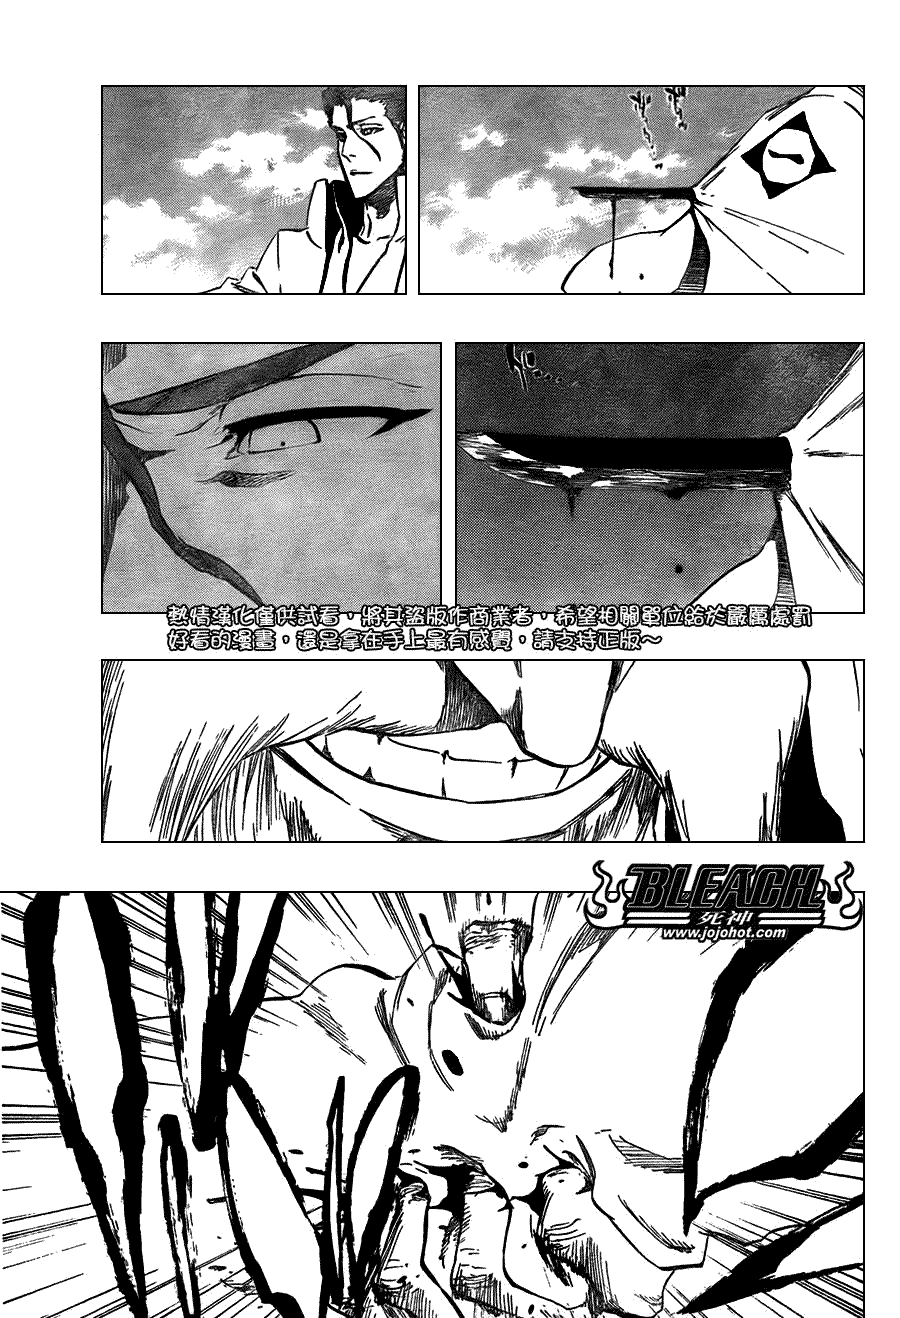 一
熱情漢化僅供試看，將其盜版作商業者，希望相關單位給於嚴厲處罰
好看的漫畫，還是拿在手上最有感覺，請支持正版～
BLEACH
死神
www.jojohot.com